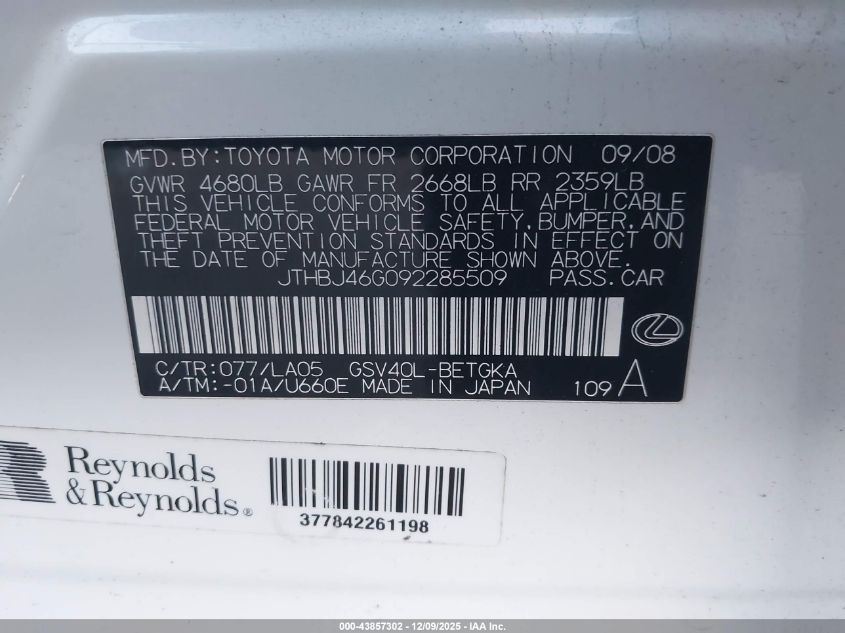 MFD.BY:TOYOTA MOTOR CORPORATION 09/08
GVWR 4680LB GAWR FR 2668LB RR 2359LB
THIS VEHICLE CONFORMS TO ALL APPLICABLE
FEDERAL MOTOR VEHICLE SAFETY,BUMPER,AND
THEFT PREVENTION STANDARDS IN EFFECT ON
THE DATE OF MANUFACTURE SHOWN ABOVE.
JTHBJ46G092285509 PASS.CAR
C/TR:077/LA05 GSV40L-BETGKA
A/TM:-01A/U660E MADE IN JAPAN 109 A
Reynolds
&Reynolds®
377842261198
000-43857302 - 12/09/2025 - IAA Inc.